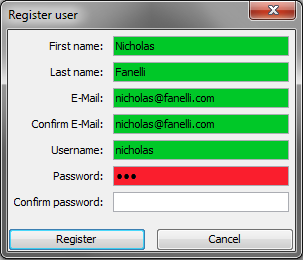 Register user
First name: Nicholas
Last name: Fanelli
E-Mail: nicholas@fanelli.com
Confirm E-Mail: nicholas@fanelli.com
Username: nicholas
Password: ●●●
Confirm password:
Register Cancel